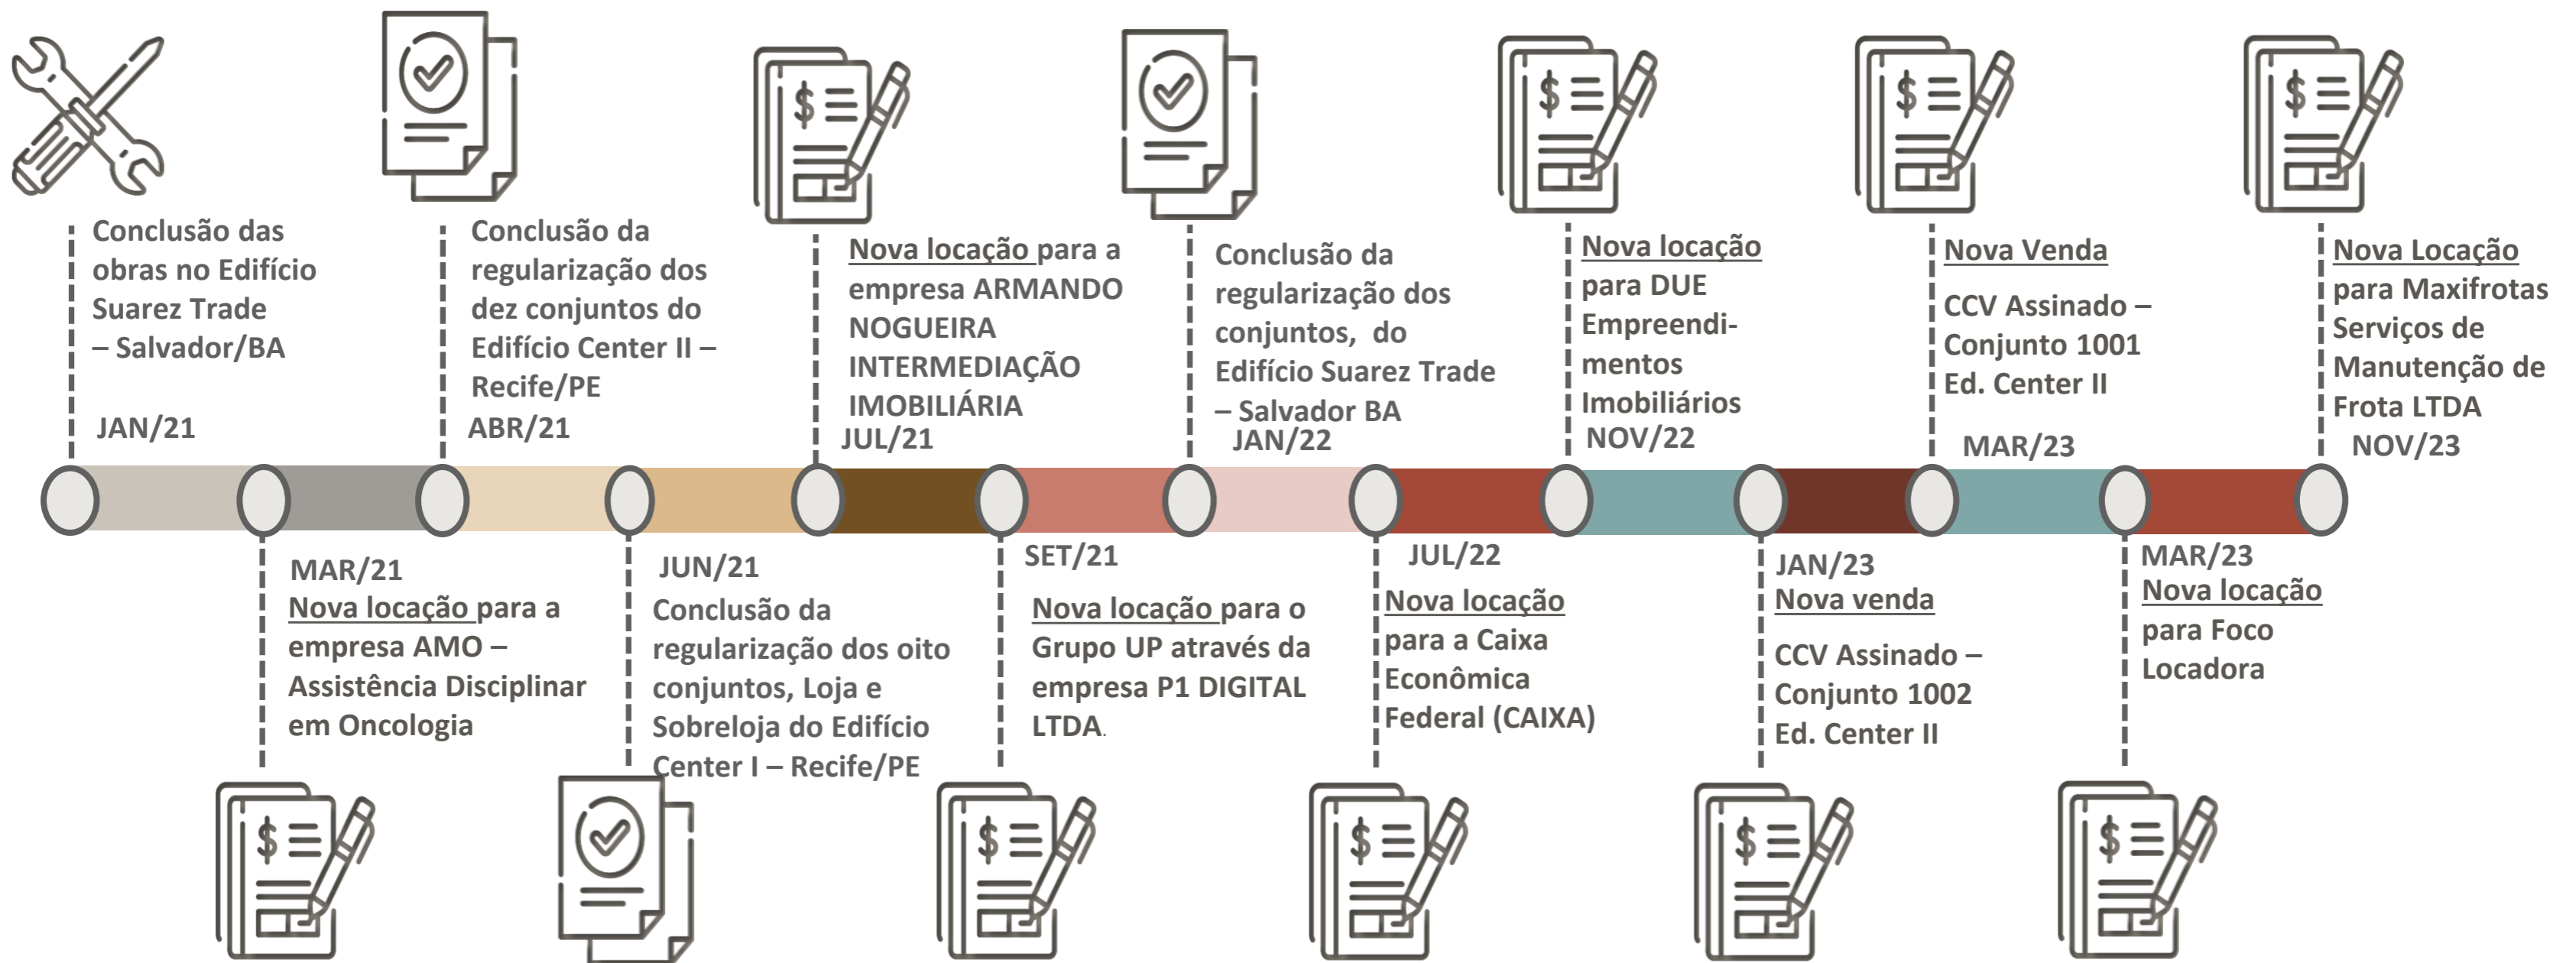 Conclusão das
obras no Edifício
Suarez Trade
– Salvador/BA
JAN/21
MAR/21
Nova locação para a
empresa AMO –
Assistência Disciplinar
em Oncologia
Conclusão da
regularização dos
dez conjuntos do
Edifício Center II –
Recife/PE
ABR/21
JUN/21
Conclusão da
regularização dos oito
conjuntos, Loja e
Sobreloja do Edifício
Center I – Recife/PE
Nova locação para a
empresa ARMANDO
NOGUEIRA
INTERMEDIAÇÃO
IMOBILIÁRIA
JUL/21
SET/21
Nova locação para o
Grupo UP através da
empresa P1 DIGITAL
LTDA.
Conclusão da
regularização dos
conjuntos, do
Edifício Suarez Trade
– Salvador BA
JAN/22
JUL/22
Nova locação
para a Caixa
Econômica
Federal (CAIXA)
Nova locação
para DUE
Empreendi-
mentos
Imobiliários
NOV/22
JAN/23
Nova venda
CCV Assinado –
Conjunto 1002
Ed. Center II
Nova Venda
CCV Assinado –
Conjunto 1001
Ed. Center II
MAR/23
MAR/23
Nova locação
para Foco
Locadora
Nova Locação
para Maxifrotas
Serviços de
Manutenção de
Frota LTDA
NOV/23
$
$
$
$
$
$
$
$